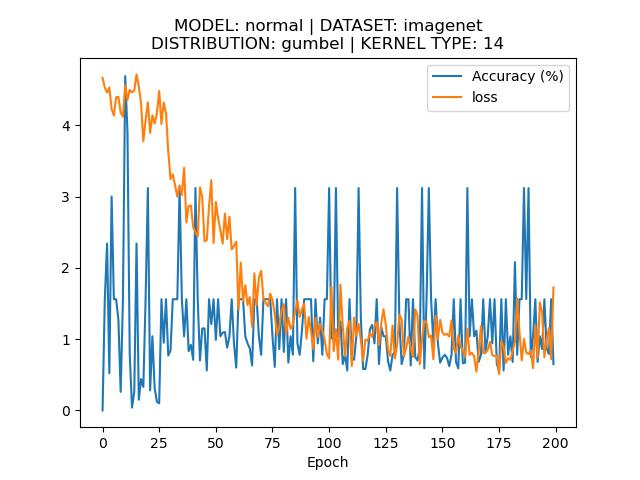 MODEL: normal | DATASET: imagenet
DISTRIBUTION: gumbel | KERNEL TYPE: 14
Accuracy (%)
loss
4
3
2
1
0
0 25 50 75 100 125 150 175 200
Epoch